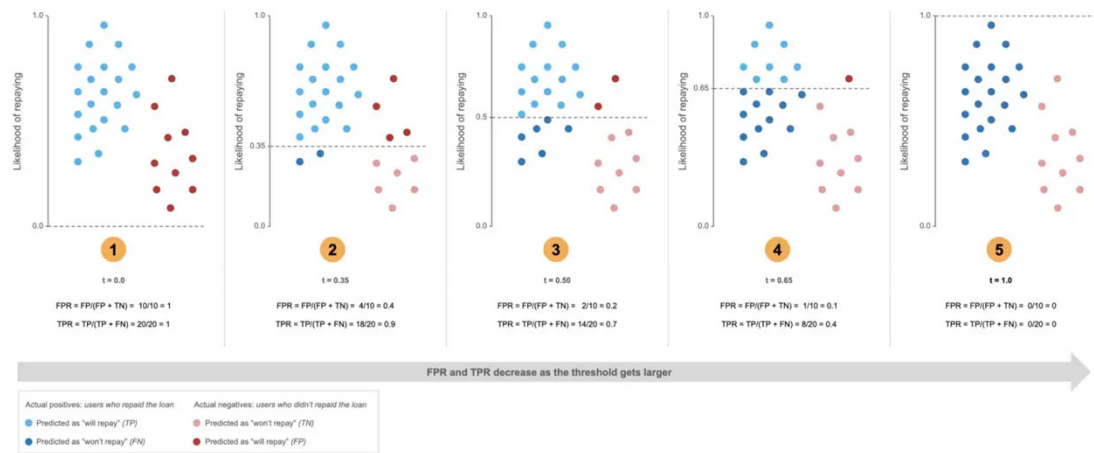 1.0
Likelihood of repaying
0.0
1
t = 0.0
FPR = FP/(FP + TN) = 10/10 = 1
TPR = TP/(TP + FN) = 20/20 = 1
1.0
Likelihood of repaying
0.35
0.0
2
t = 0.35
FPR = FP/(FP + TN) = 4/10 = 0.4
TPR = TP/(TP + FN) = 18/20 = 0.9
0.5
Likelihood of repaying
0.5
0.5
3
t = 0.50
FPR = FP/(FP + TN) = 2/10 = 0.2
TPR = TP/(TP + FN) = 14/20 = 0.7
1.0
Likelihood of repaying
0.65
0.0
4
t = 0.65
FPR = FP/(FP + TN) = 1/10 = 0.1
TPR = TP/(TP + FN) = 8/20 = 0.4
1.0
Likelihood of repaying
0.0
5
t = 1.0
FPR = FP/(FP + TN) = 0/10 = 0
TPR = TP/(TP + FN) = 0/20 = 0
FPR and TPR decrease as the threshold gets larger
Actual positives: users who repaid the loan
Predicted as "will repay" (TP)
Predicted as "won't repay" (FN)
Actual negatives: users who didn't repaid the loan
Predicted as "won't repay" (TN)
Predicted as "will repay" (FP)